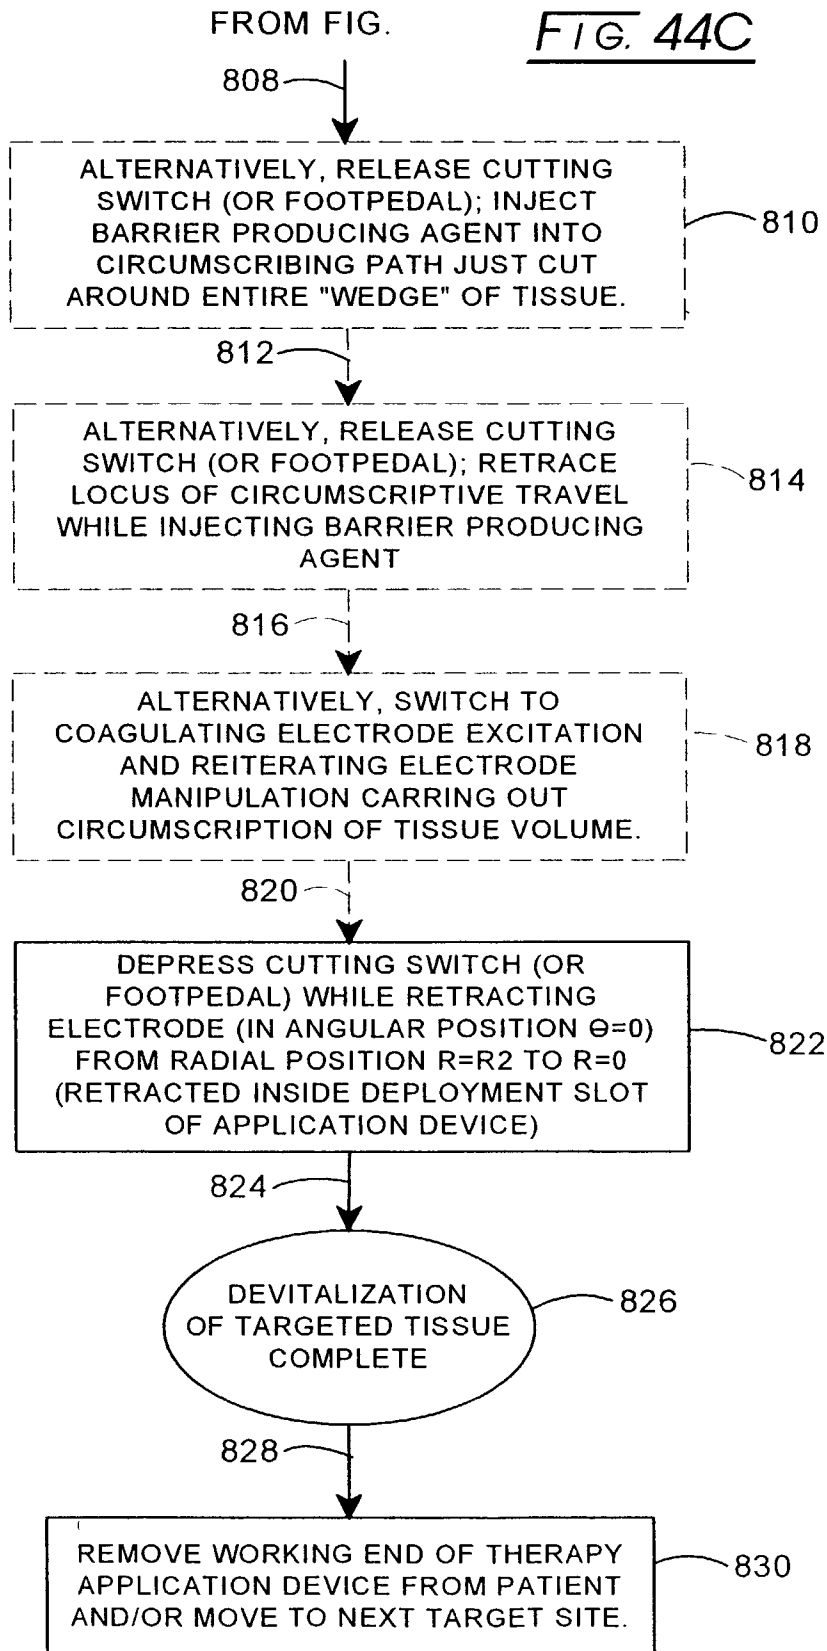 FROM FIG.
FIG. 44C
808
ALTERNATIVELY, RELEASE CUTTING
SWITCH (OR FOOTPEDAL); INJECT
BARRIER PRODUCING AGENT INTO
CIRCUMSCRIBING PATH JUST CUT
AROUND ENTIRE "WEDGE" OF TISSUE.
810
812
ALTERNATIVELY, RELEASE CUTTING
SWITCH (OR FOOTPEDAL); RETRACE
LOCUS OF CIRCUMSCRIPTIVE TRAVEL
WHILE INJECTING BARRIER PRODUCING
AGENT
814
816
ALTERNATIVELY, SWITCH TO
COAGULATING ELECTRODE EXCITATION
AND REITERATING ELECTRODE
MANIPULATION CARRING OUT
CIRCUMSCRIPTION OF TISSUE VOLUME.
818
820
DEPRESS CUTTING SWITCH (OR
FOOTPEDAL) WHILE RETRACTING
ELECTRODE (IN ANGULAR POSITION Θ=0)
FROM RADIAL POSITION R=R2 TO R=0
(RETRACTED INSIDE DEPLOYMENT SLOT
OF APPLICATION DEVICE)
822
824
DEVITALIZATION
OF TARGETED TISSUE
COMPLETE
826
828
REMOVE WORKING END OF THERAPY
APPLICATION DEVICE FROM PATIENT
AND/OR MOVE TO NEXT TARGET SITE.
830